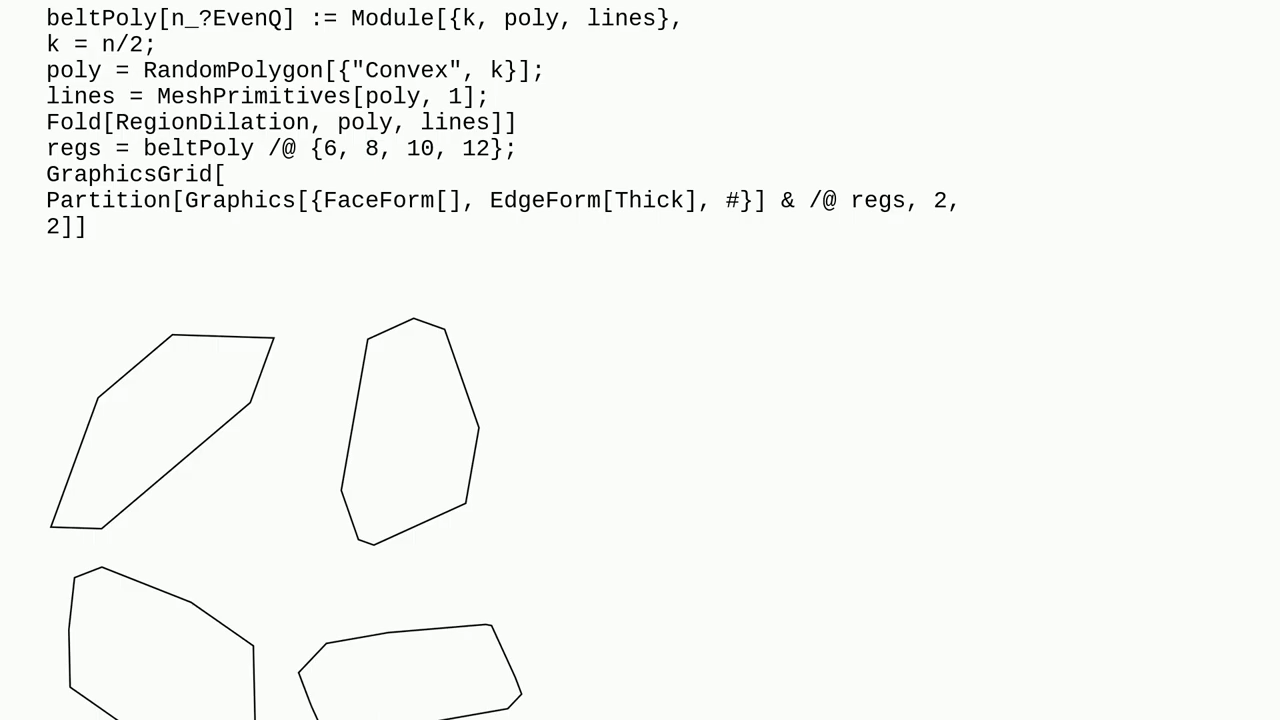 beltPoly[n_?EvenQ] := Module[{k, poly, lines},
k = n/2;
poly = RandomPolygon[{"Convex", k}];
lines = MeshPrimitives[poly, 1];
Fold[RegionDilation, poly, lines]]
regs = beltPoly /@ {6, 8, 10, 12};
GraphicsGrid[
Partition[Graphics[{FaceForm[], EdgeForm[Thick], #}] & /@ regs, 2,
2]]